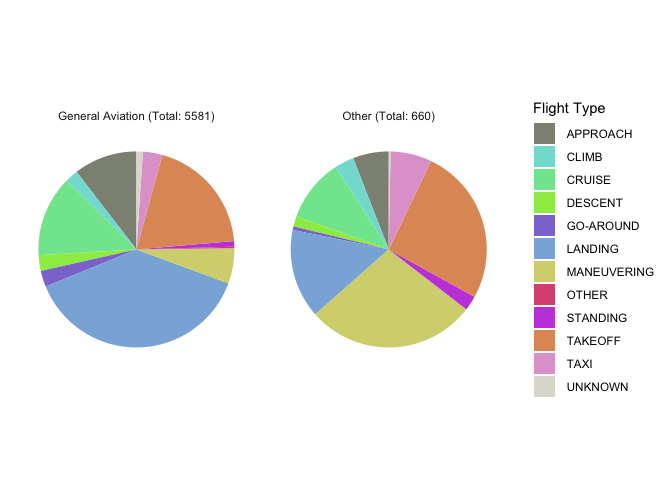 General Aviation (Total: 5581)
Other (Total: 660)
Flight Type
APPROACH
CLIMB
CRUISE
DESCENT
GO-AROUND
LANDING
MANEUVERING
OTHER
STANDING
TAKEOFF
TAXI
UNKNOWN